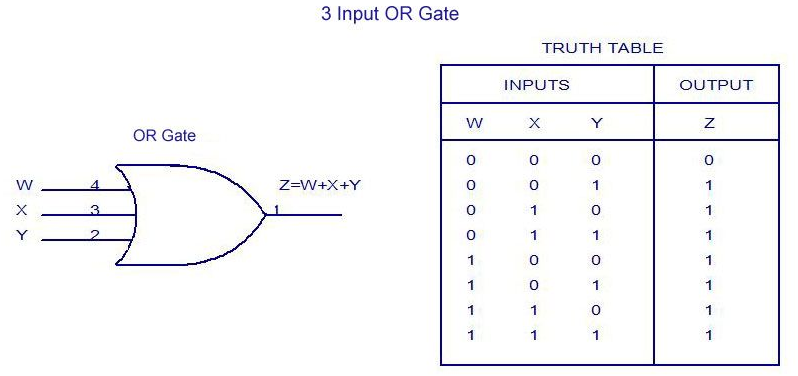 3 Input OR Gate
OR Gate
W 4
X 3
Y 2
Z=W+X+Y
1
TRUTH TABLE
INPUTS OUTPUT
W X Y Z
0 0 0 0
0 0 1 1
0 1 0 1
0 1 1 1
1 0 0 1
1 0 1 1
1 1 0 1
1 1 1 1